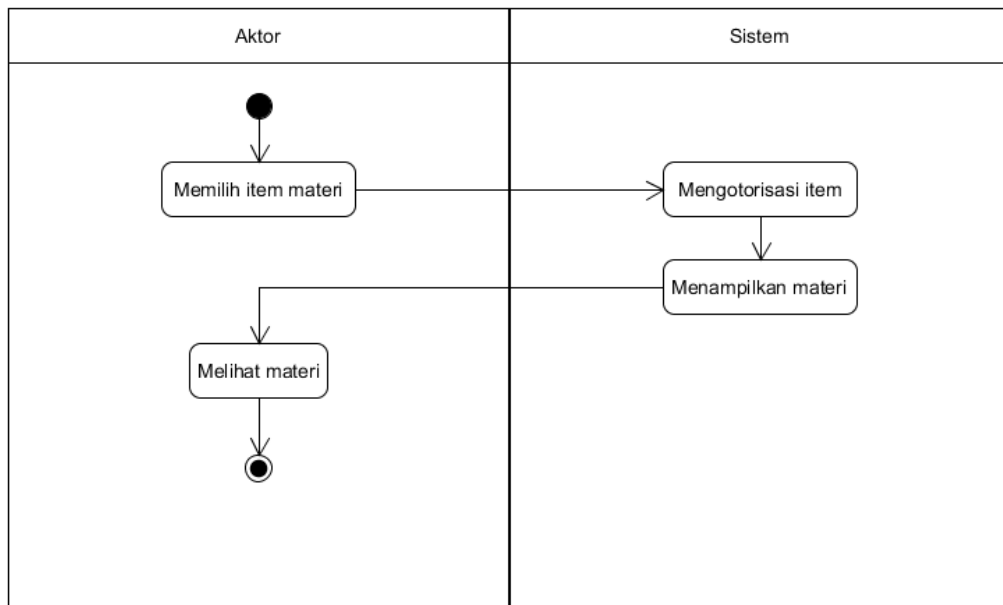 Aktor
Sistem
Memilih item materi
Mengotorisasi item
Menampilkan materi
Melihat materi